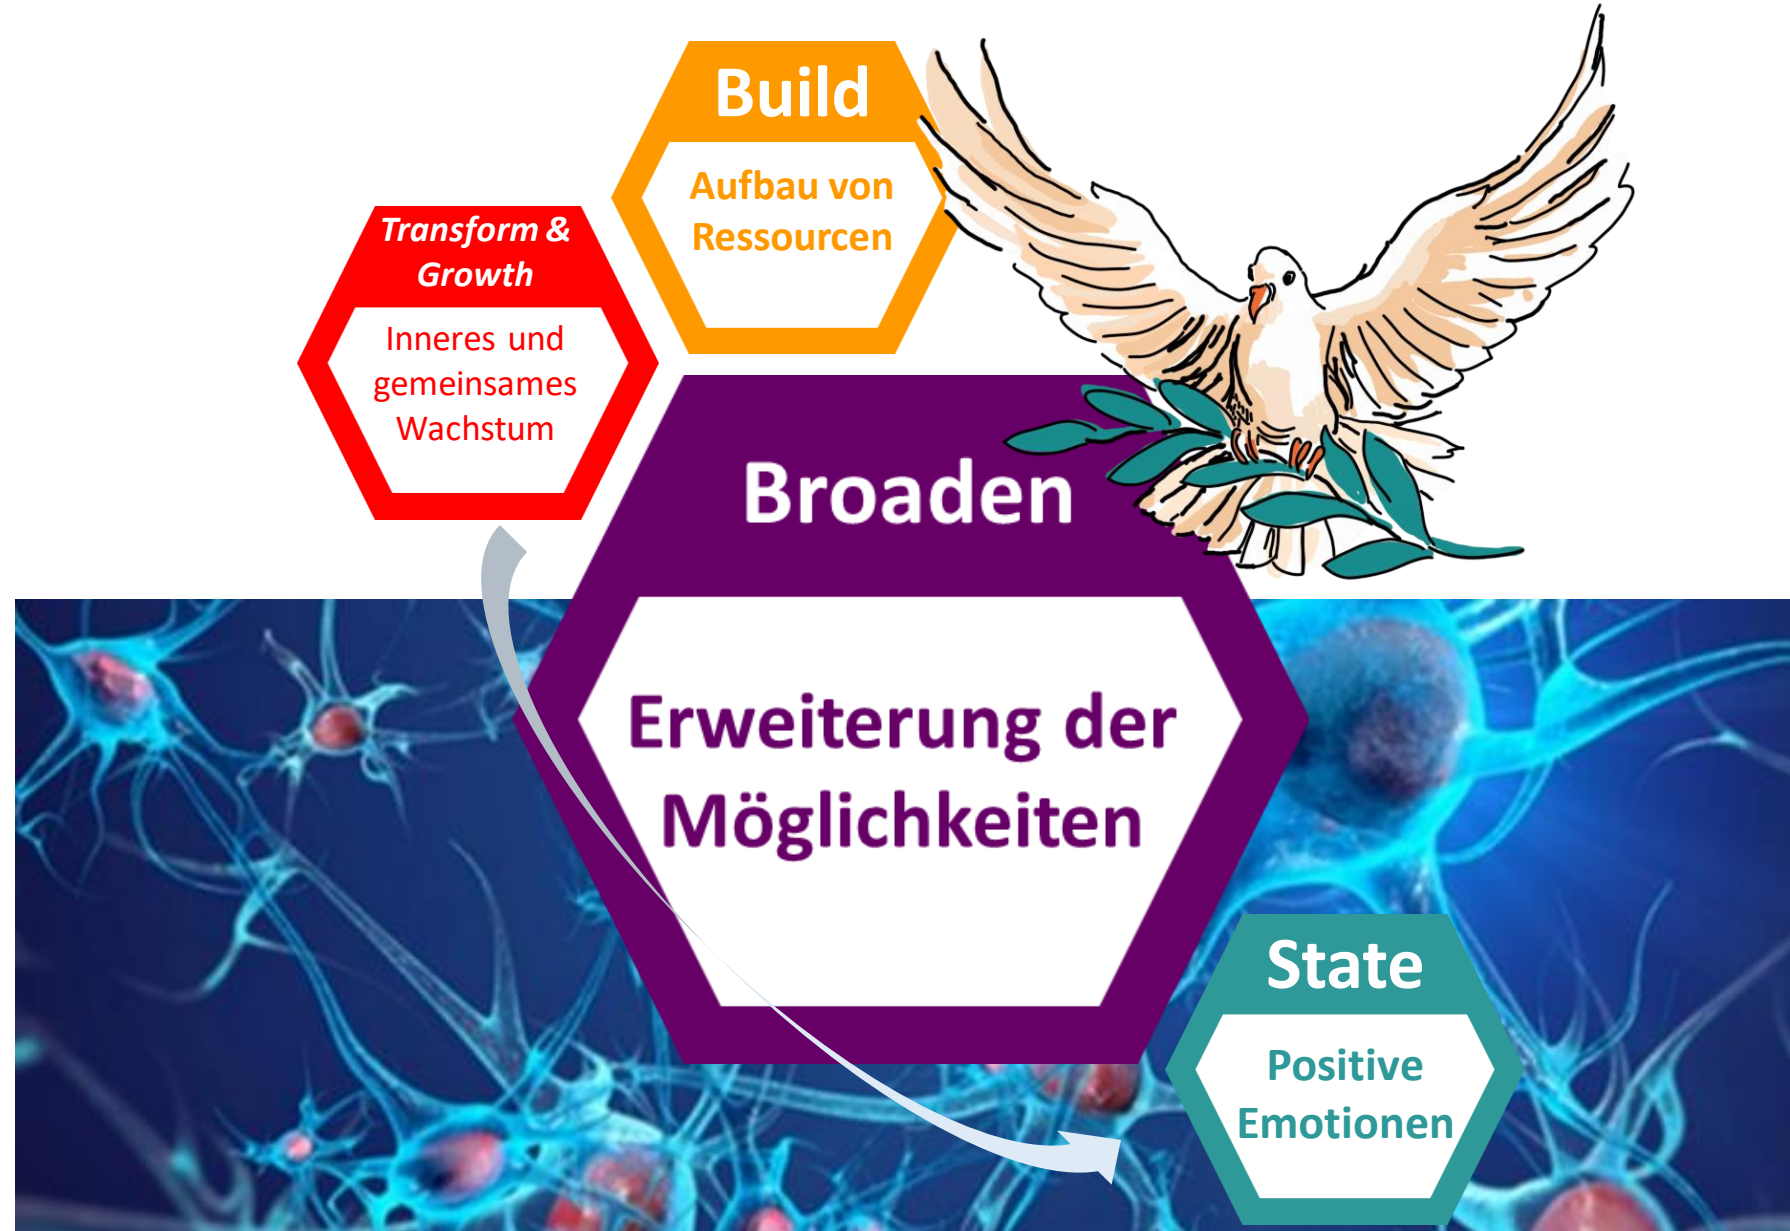 Build
Aufbau von
Ressourcen
Transform &
Growth
Inneres und
gemeinsames
Wachstum
Broaden
Erweiterung der
Möglichkeiten
State
Positive
Emotionen